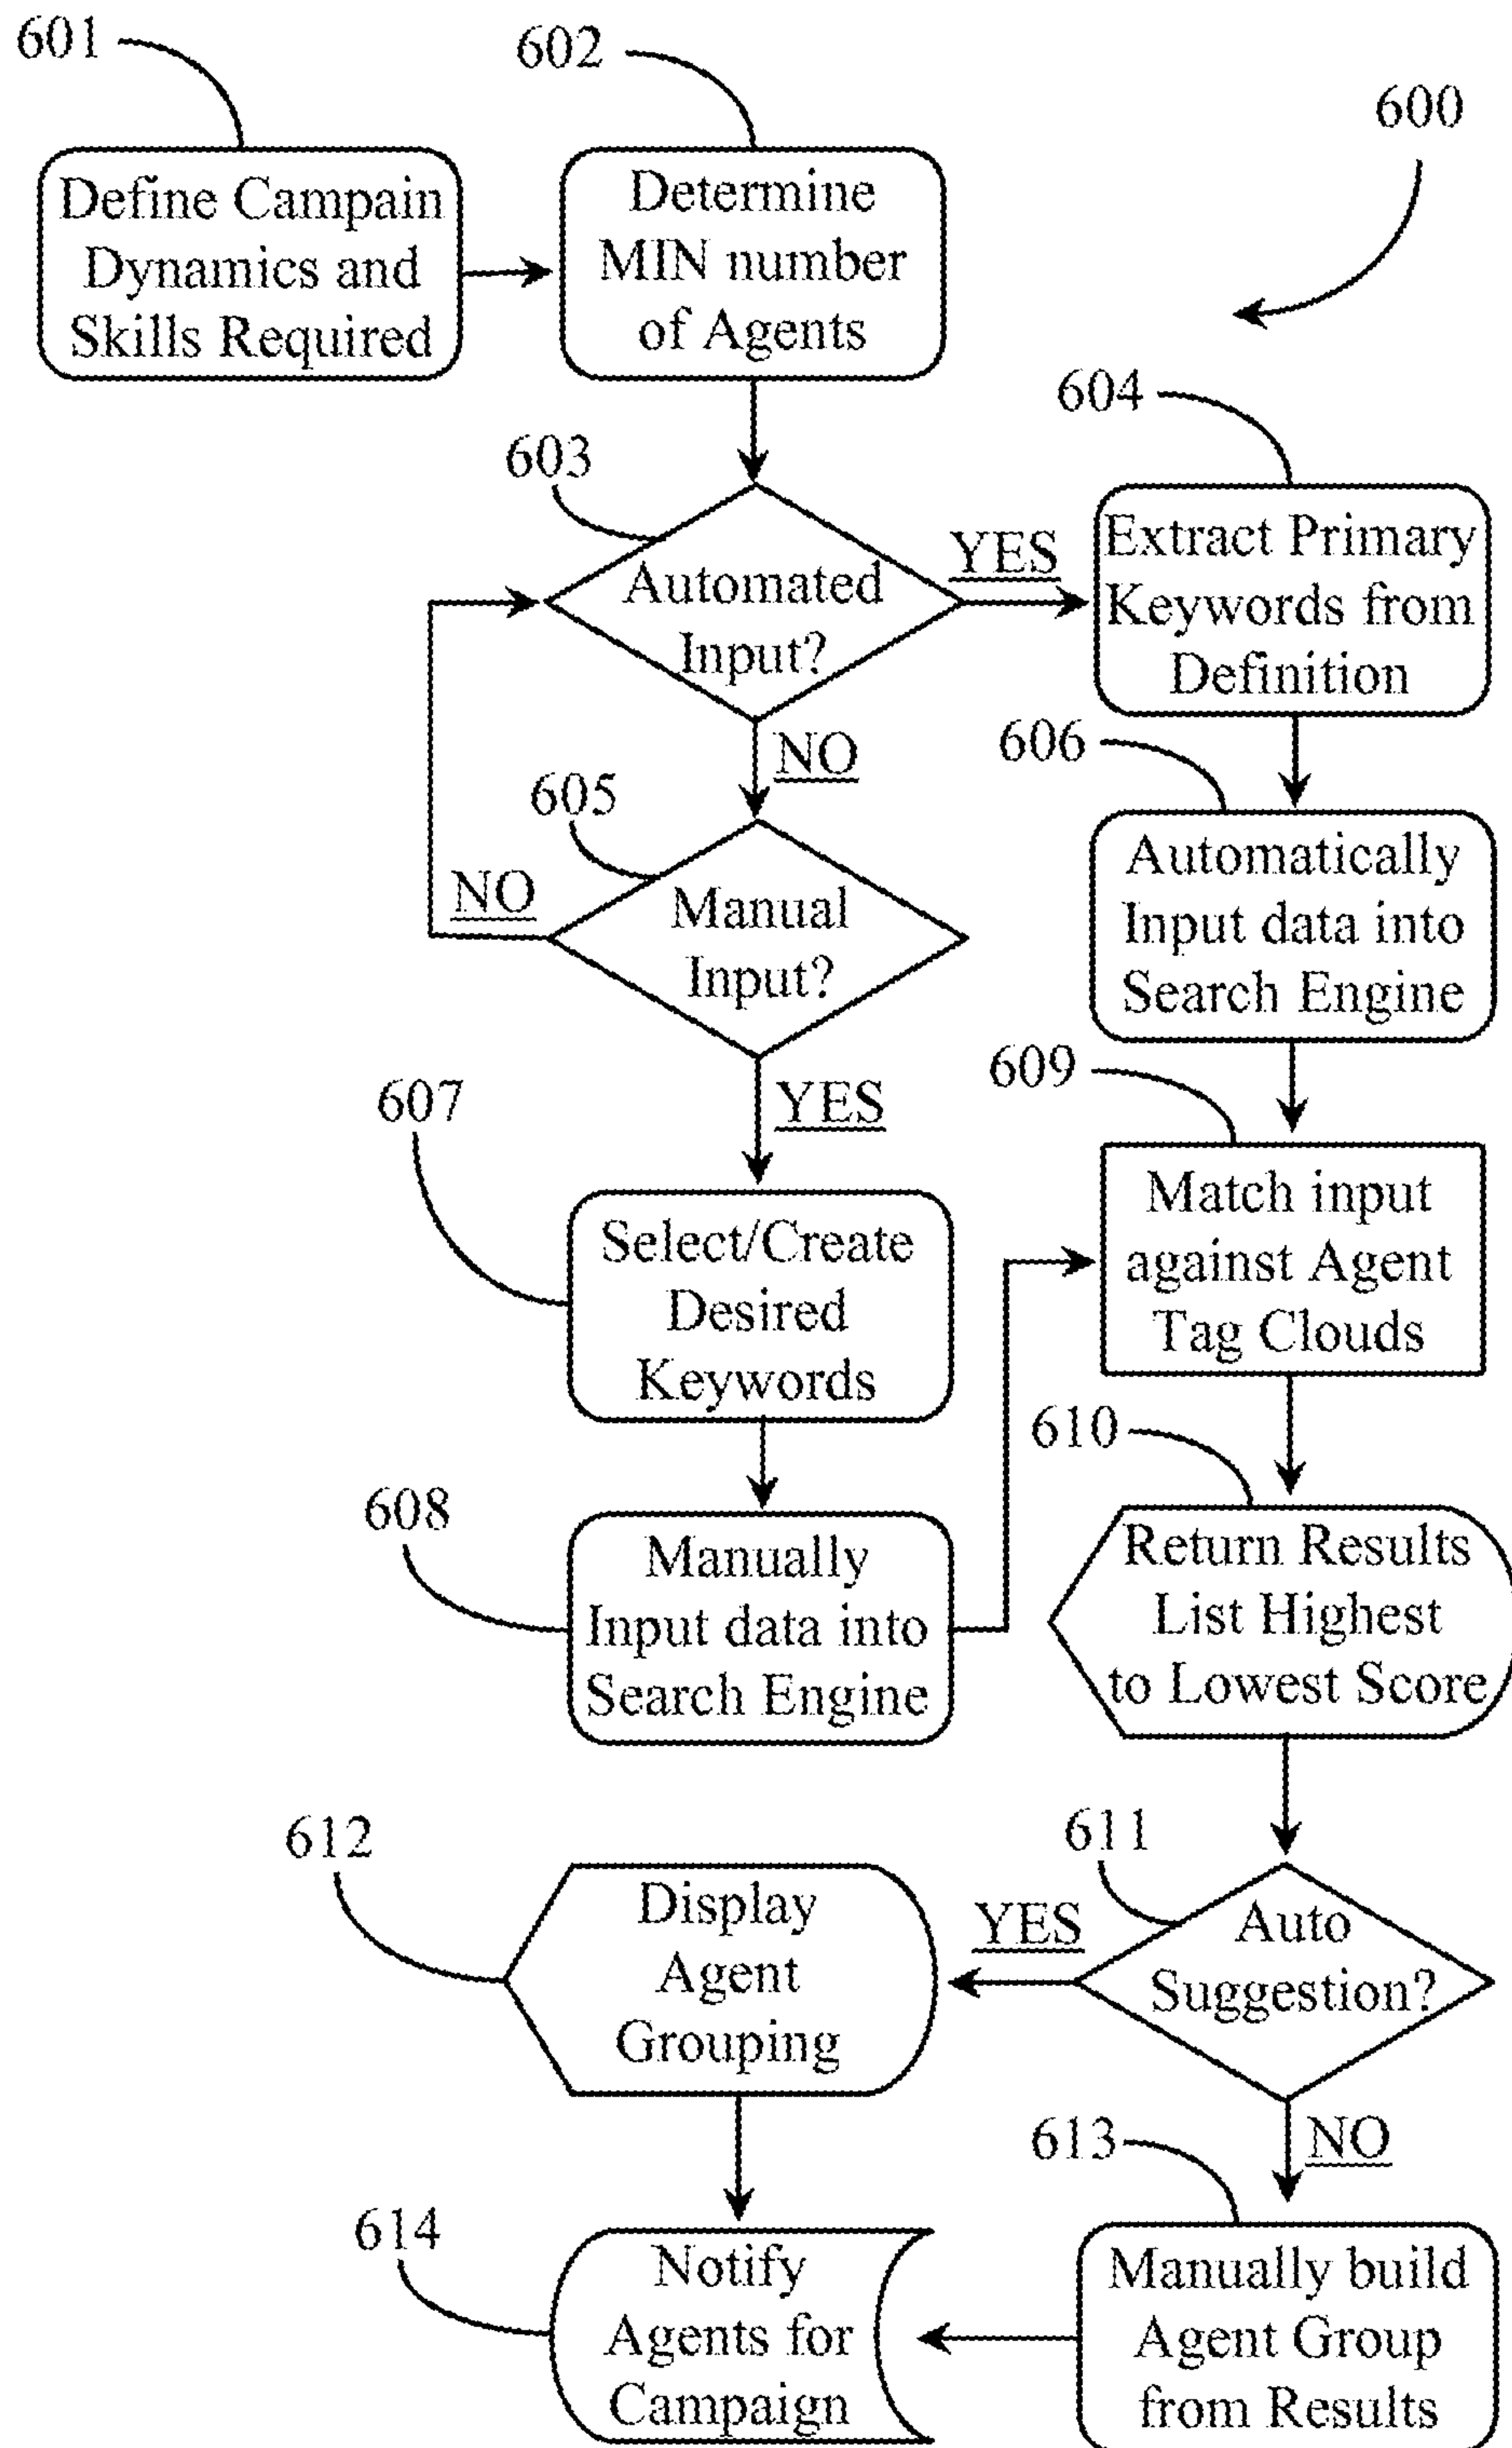 601
602
600
Define Campain
Dynamics and
Skills Required
Determine
MIN number
of Agents
603
604
Automated
Input?
YES
Extract Primary
Keywords from
Definition
NO
605
606
Manual
Input?
NO
Automatically
Input data into
Search Engine
YES
607
609
Select/Create
Desired
Keywords
Match input
against Agent
Tag Clouds
608
610
Manually
Input data into
Search Engine
Return Results
List Highest
to Lowest Score
612
611
Display
Agent
Grouping
YES
Auto
Suggestion?
NO
614
613
Notify
Agents for
Campaign
Manually build
Agent Group
from Results